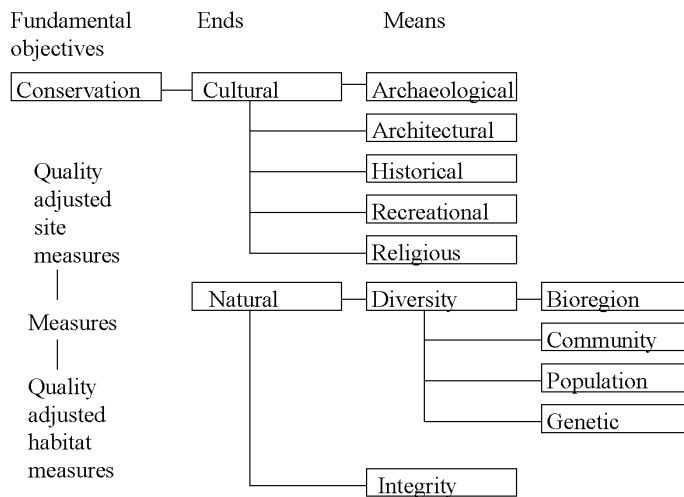 Fundamental objectives
Ends
Means
Conservation
Cultural
Archaeological
Architectural
Historical
Recreational
Religious
Quality
adjusted
site
measures
Measures
Quality
adjusted
habitat
measures
Natural
Diversity
Bioregion
Community
Population
Genetic
Integrity